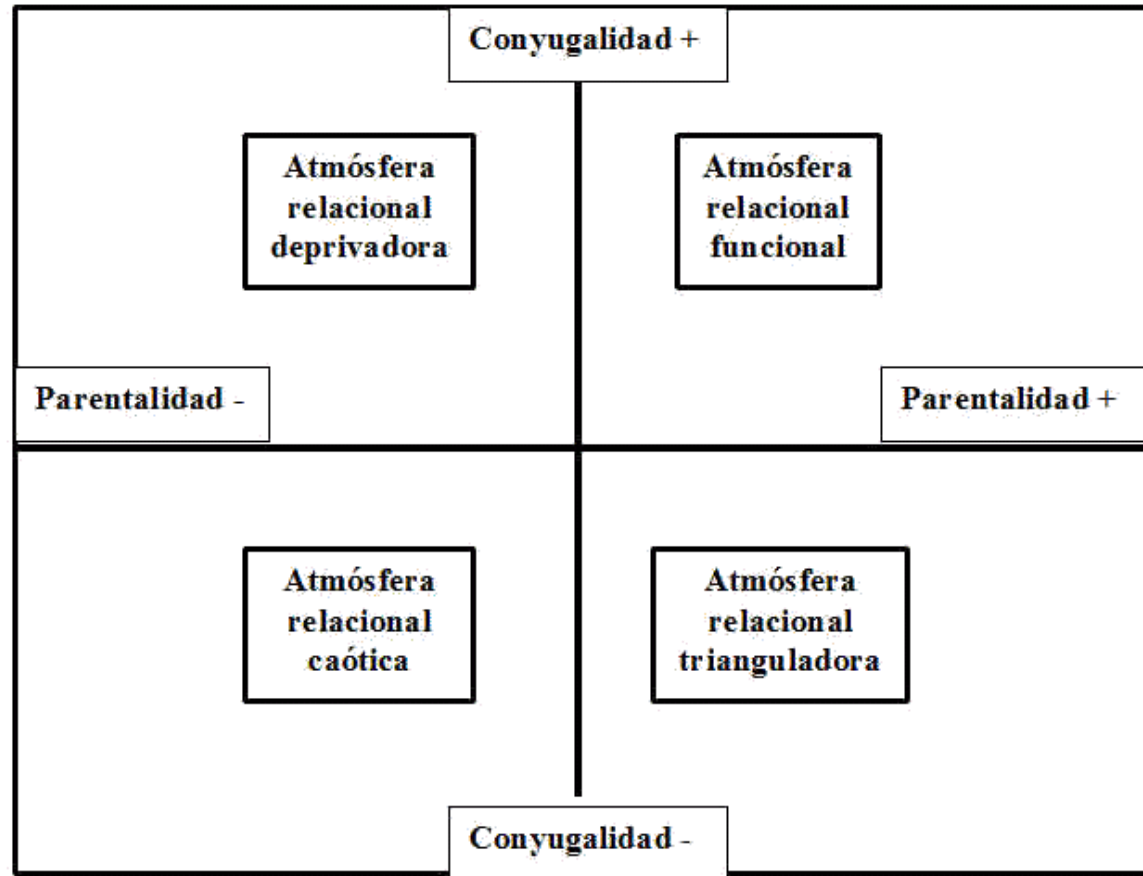 Conyugalidad +
Atmósfera
relacional
deprivadora
Atmósfera
relacional
funcional
Parentalidad -
Parentalidad +
Atmósfera
relacional
caótica
Atmósfera
relacional
trianguladora
Conyugalidad -